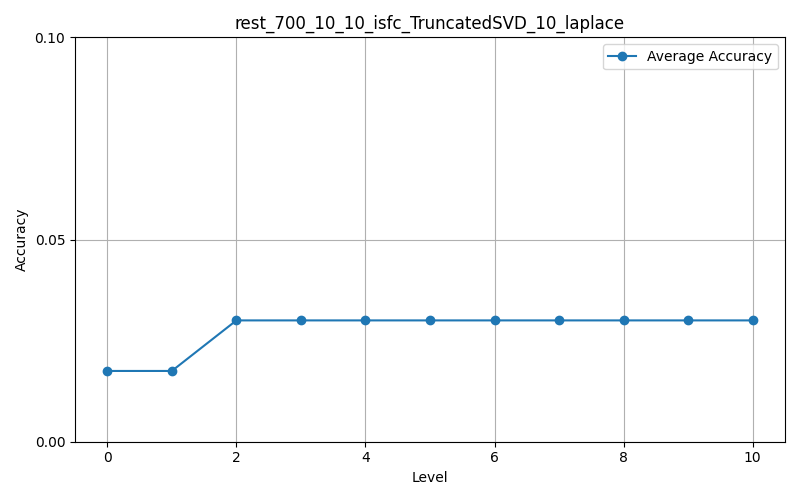 rest_700_10_10_isfc_TruncatedSVD_10_laplace
Average Accuracy
0.10
0.05
0.00
Accuracy
0 2 4 6 8 10
Level